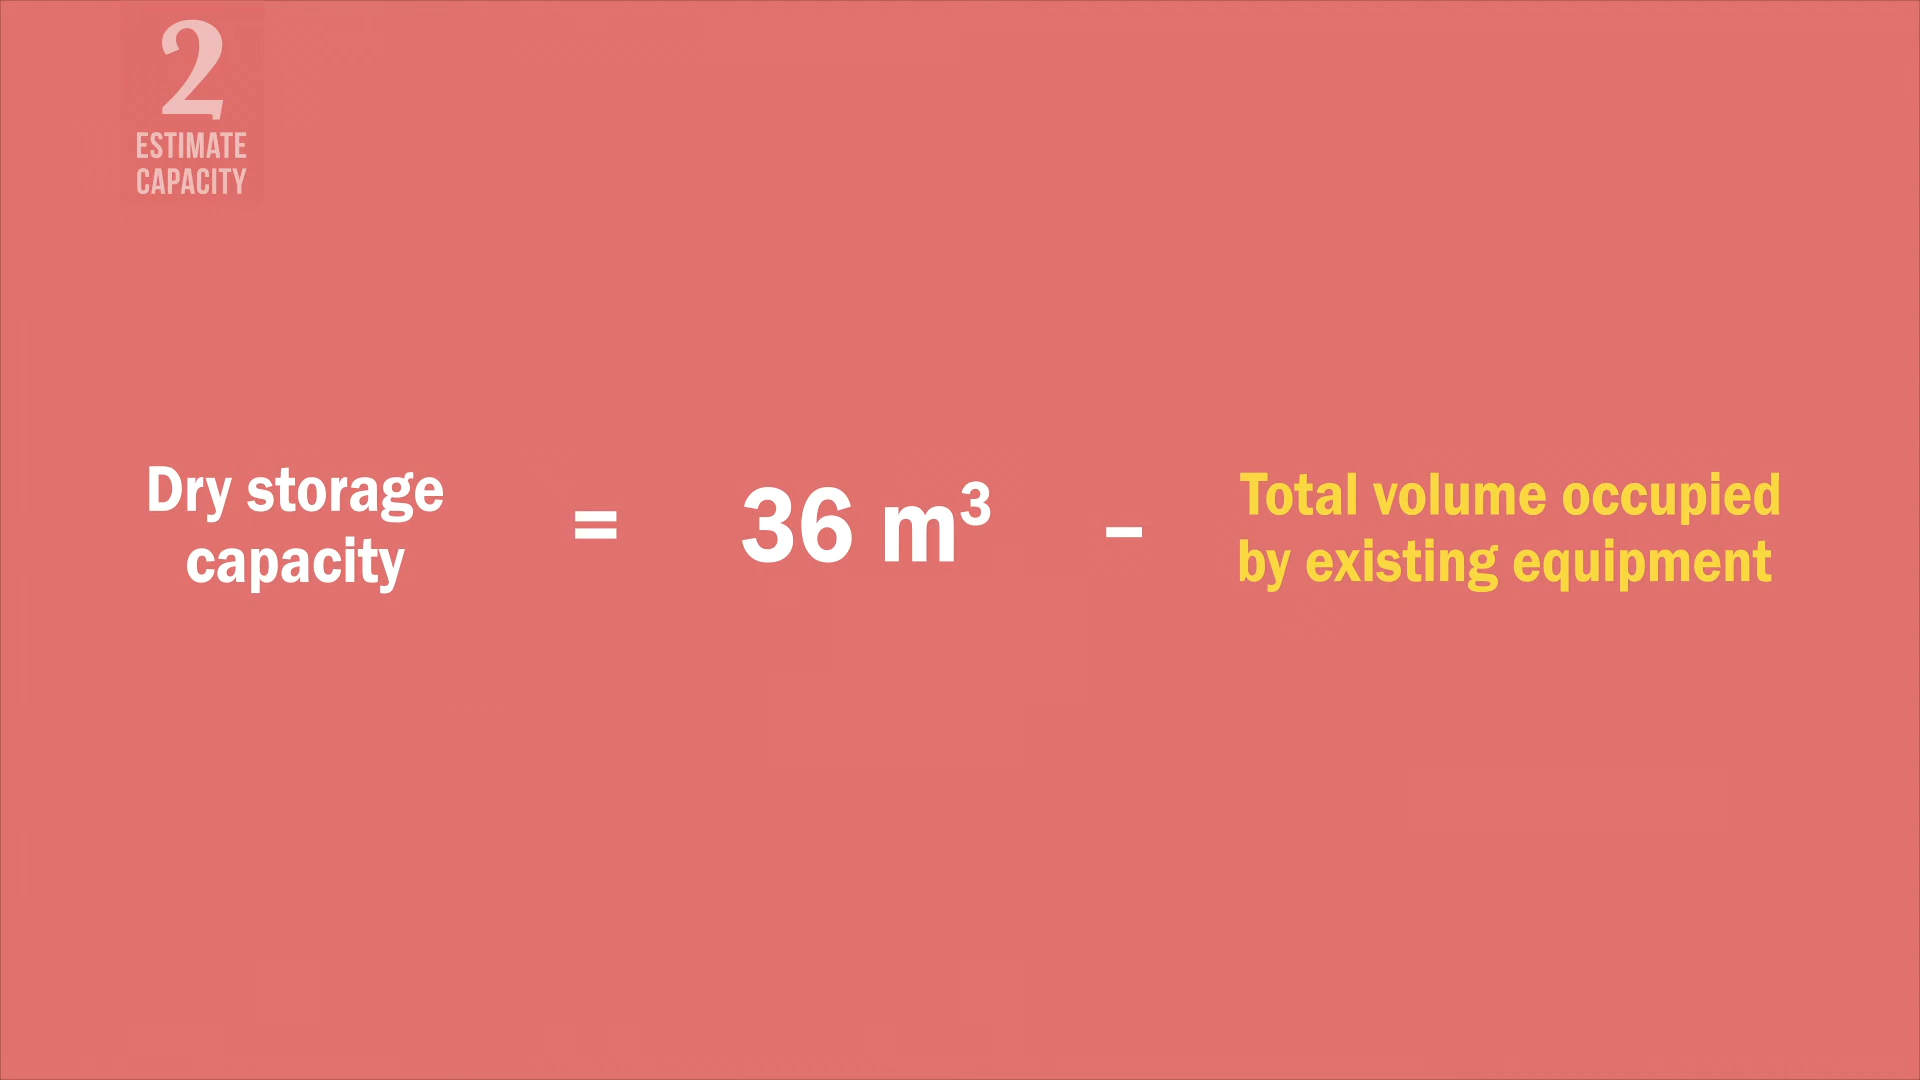 2
ESTIMATE
CAPACITY
Dry storage
capacity
=
36 m³
–
Total volume occupied
by existing equipment